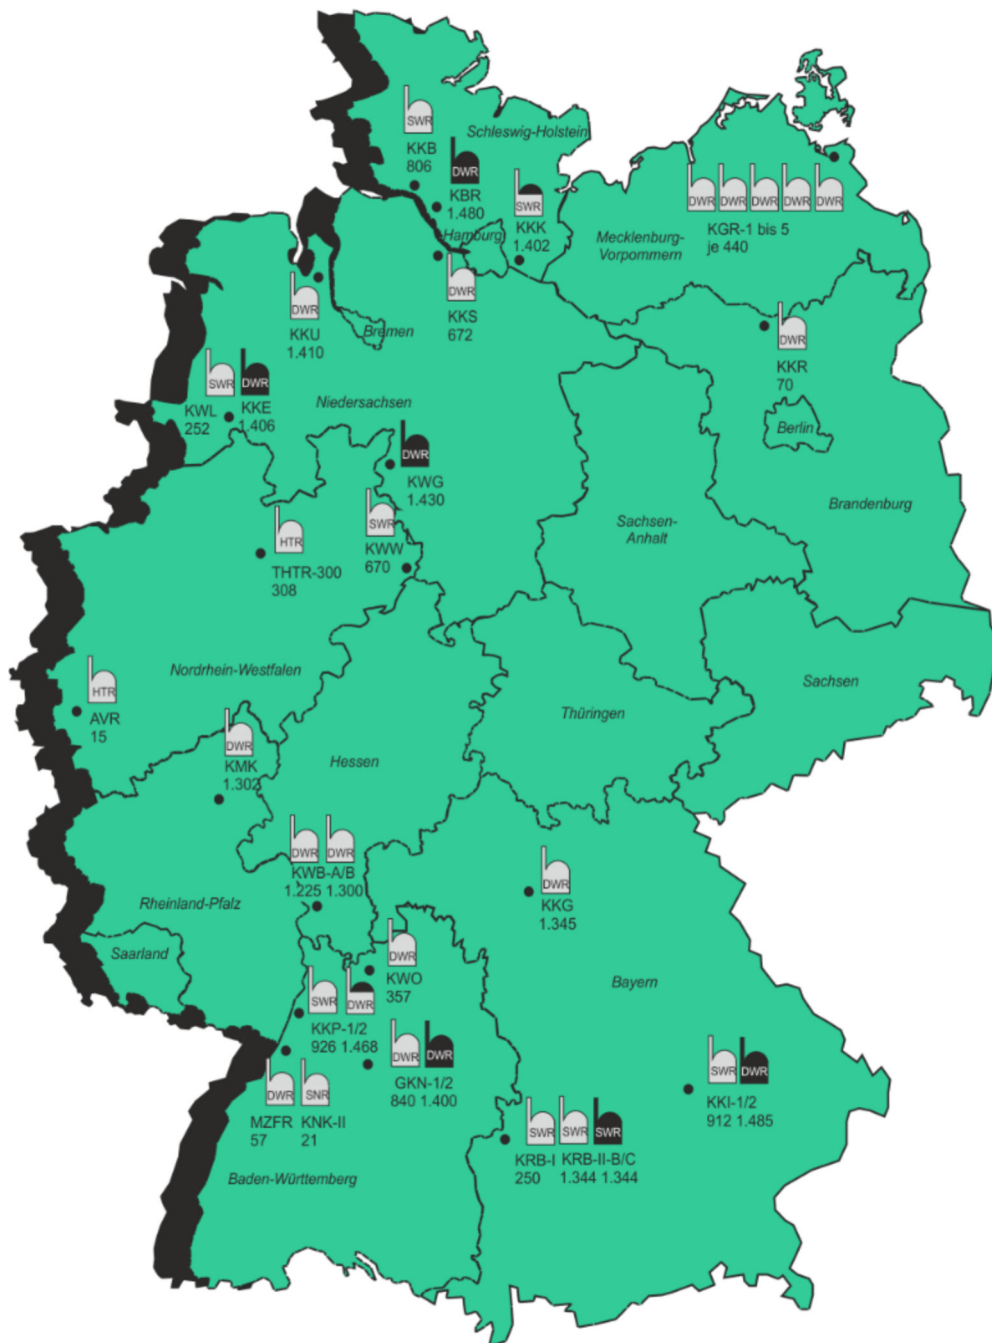 SWR
KKB
806
Schleswig-Holstein
DWR
KBR
1.480
SWR
KKK
1.402
Hamburg
DWR DWR DWR DWR DWR
KGR-1 bis 5
je 440
Mecklenburg-
Vorpommern
DWR
KKU
1.410
Bremen
DWR
KKS
672
DWR
KKR
70
SWR DWR
KWL KKE
252 1.406
Niedersachsen
Berlin
DWR
KWG
1.430
Brandenburg
SWR
KWW
670
Sachsen-
Anhalt
HTR
THTR-300
308
Nordrhein-Westfalen
HTR
AVR
15
Sachsen
Thüringen
DWR
KMK
1.302
Hessen
DWR DWR
KWB-A/B
1.225 1.300
DWR
KKG
1.345
Rheinland-Pfalz
Saarland
DWR
KWO
357
Bayern
SWR DWR
KKP-1/2
926 1.468
DWR DWR
GKN-1/2
840 1.400
SWR DWR
KKI-1/2
912 1.485
DWR SNR
MZFR KNK-II
57 21
SWR SWR SWR
KRB-I KRB-II-B/C
250 1.344 1.344
Baden-Württemberg